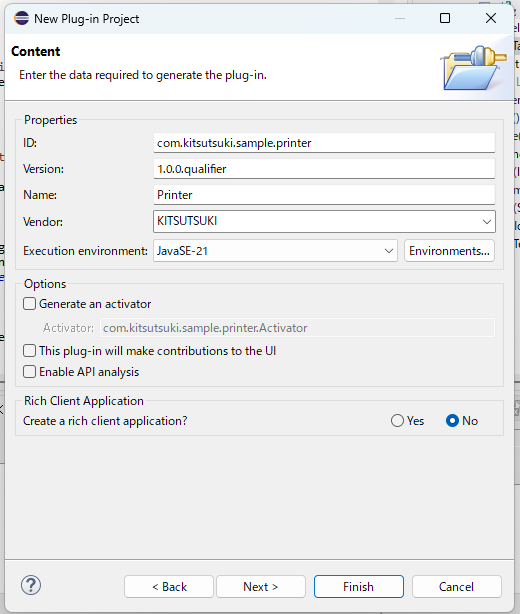 New Plug-in Project
Content
Enter the data required to generate the plug-in.
Properties
ID: com.kitsutsuki.sample.printer
Version: 1.0.0.qualifier
Name: Printer
Vendor: KITSUTSUKI
Execution environment: JavaSE-21 Environments...
Options
Generate an activator
Activator: com.kitsutsuki.sample.printer.Activator
This plug-in will make contributions to the UI
Enable API analysis
Rich Client Application
Create a rich client application? Yes No
? < Back Next > Finish Cancel